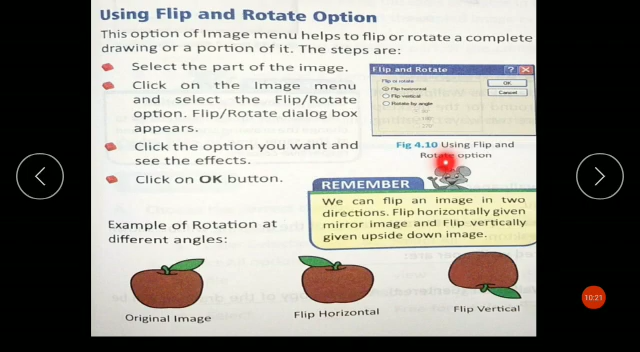 Using Flip and Rotate Option
This option of Image menu helps to flip or rotate a complete
drawing or a portion of it. The steps are:
Select the part of the image.
Click on the Image menu
and select the Flip/Rotate
option. Flip/Rotate dialog box
appears.
Click the option you want and
see the effects.
Click on OK button.
Flip and Rotate
Flip or rotate
Flip horizontal
Flip vertical
Rotate by angle
90°
180°
270°
OK
Cancel
Fig 4.10 Using Flip and
Rotate option
REMEMBER
We can flip an image in two
directions. Flip horizontally given
mirror image and Flip vertically
given upside down image.
Example of Rotation at
different angles:
Original Image
Flip Horizontal
Flip Vertical
10:21